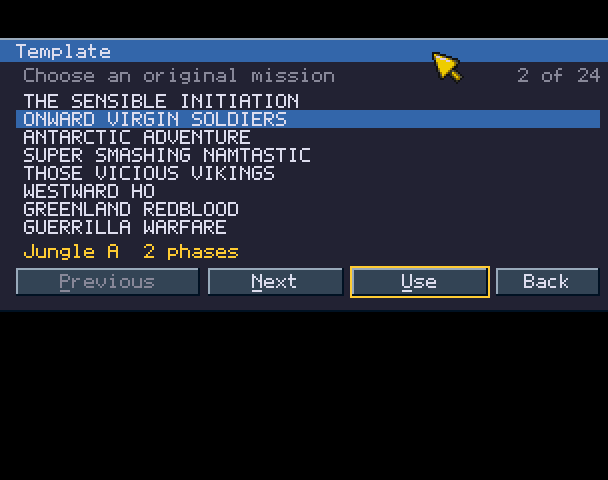 Template
Choose an original mission 2 of 24
THE SENSIBLE INITIATION
ONWARD VIRGIN SOLDIERS
ANTARCTIC ADVENTURE
SUPER SMASHING NAMTASTIC
THOSE VICIOUS VIKINGS
WESTWARD HO
GREENLAND REDBLOOD
GUERRILLA WARFARE
Jungle A 2 phases
Previous Next Use Back